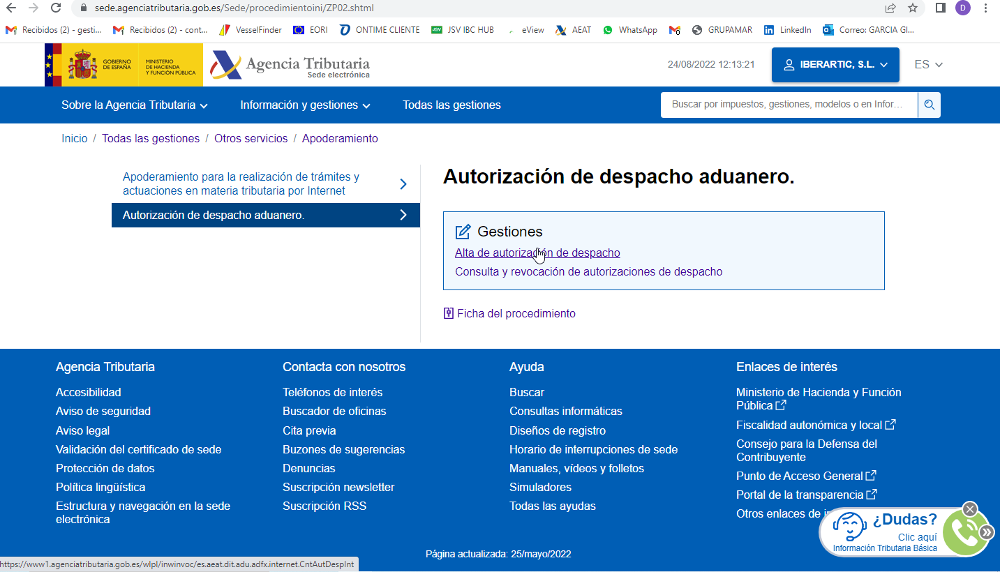 sede.agenciatributaria.gob.es/Sede/procedimientoini/ZP02.shtml
D
Recibidos (2) - gesti...
Recibidos (2) - cont...
VesselFinder
EORI
ONTIME CLIENTE
JSV
JSV IBC HUB
eView
AEAT
WhatsApp
GRUPAMAR
LinkedIn
Correo: GARCIA GI...
GOBIERNO
DE ESPAÑA
MINISTERIO
DE HACIENDA
Y FUNCIÓN PÚBLICA
Agencia Tributaria
Sede electrónica
24/08/2022 12:13:21
IBERARTIC, S.L.
ES
Sobre la Agencia Tributaria
Información y gestiones
Todas las gestiones
Buscar por impuestos, gestiones, modelos o en Infor...
Inicio / Todas las gestiones / Otros servicios / Apoderamiento
Apoderamiento para la realización de trámites y
actuaciones en materia tributaria por Internet
Autorización de despacho aduanero.
Autorización de despacho aduanero.
Gestiones
Alta de autorización de despacho
Consulta y revocación de autorizaciones de despacho
Ficha del procedimiento
Agencia Tributaria
Accesibilidad
Aviso de seguridad
Aviso legal
Validación del certificado de sede
Protección de datos
Política lingüística
Estructura y navegación en la sede
electrónica
Contacta con nosotros
Teléfonos de interés
Buscador de oficinas
Cita previa
Buzones de sugerencias
Denuncias
Suscripción newsletter
Suscripción RSS
Ayuda
Buscar
Consultas informáticas
Diseños de registro
Horario de interrupciones de sede
Manuales, vídeos y folletos
Simuladores
Todas las ayudas
Enlaces de interés
Ministerio de Hacienda y Función
Pública
Fiscalidad autonómica y local
Consejo para la Defensa del
Contribuyente
Punto de Acceso General
Portal de la transparencia
Otros enlaces de
¿Dudas?
Clic aquí
Información Tributaria Básica
Página actualizada: 25/mayo/2022
https://www1.agenciatributaria.gob.es/wlpl/inwinvoc/es.aeat.dit.adu.adfx.internet.CntAutDespInt